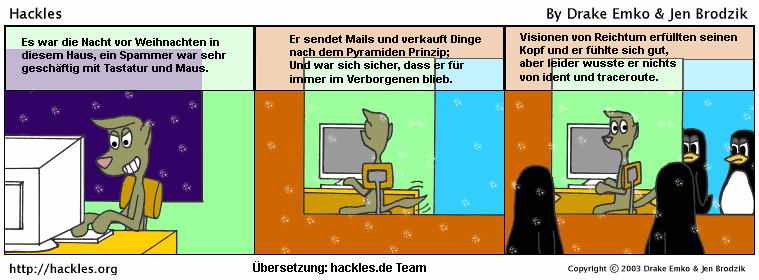 Hackles
By Drake Emko & Jen Brodzik
Es war die Nacht vor Weihnachten in
diesem Haus, ein Spammer war sehr
geschäftig mit Tastatur und Maus.
Er sendet Mails und verkauft Dinge
nach dem Pyramiden Prinzip;
Und war sich sicher, dass er für
immer im Verborgenen blieb.
Visionen von Reichtum erfüllten seinen
Kopf und er fühlte sich gut,
aber leider wusste er nichts
von ident und traceroute.
http://hackles.org
Übersetzung: hackles.de Team
Copyright © 2003 Drake Emko & Jen Brodzik